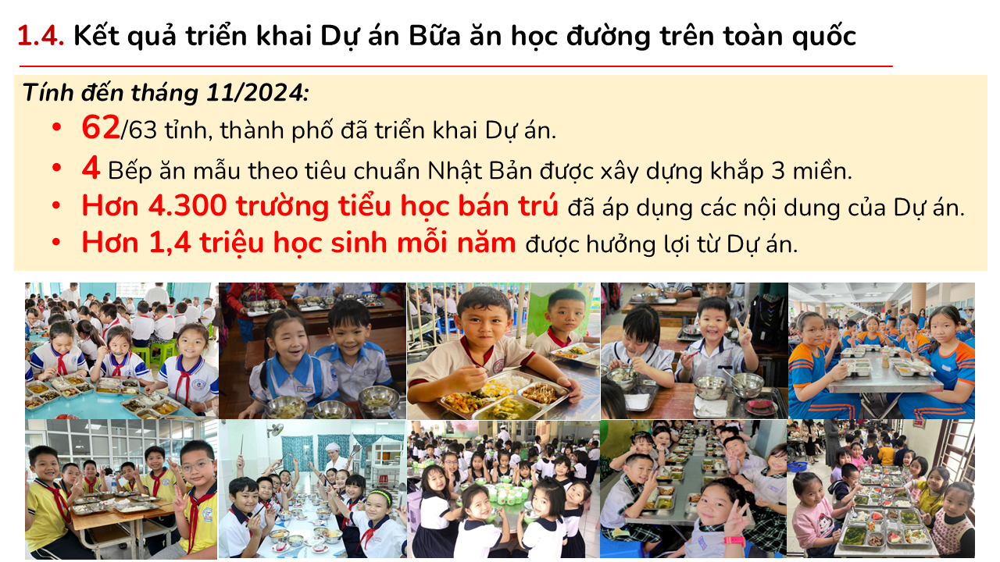 1.4. Kết quả triển khai Dự án Bữa ăn học đường trên toàn quốc
Tính đến tháng 11/2024:
• 62/63 tỉnh, thành phố đã triển khai Dự án.
• 4 Bếp ăn mẫu theo tiêu chuẩn Nhật Bản được xây dựng khắp 3 miền.
• Hơn 4.300 trường tiểu học bán trú đã áp dụng các nội dung của Dự án.
• Hơn 1,4 triệu học sinh mỗi năm được hưởng lợi từ Dự án.